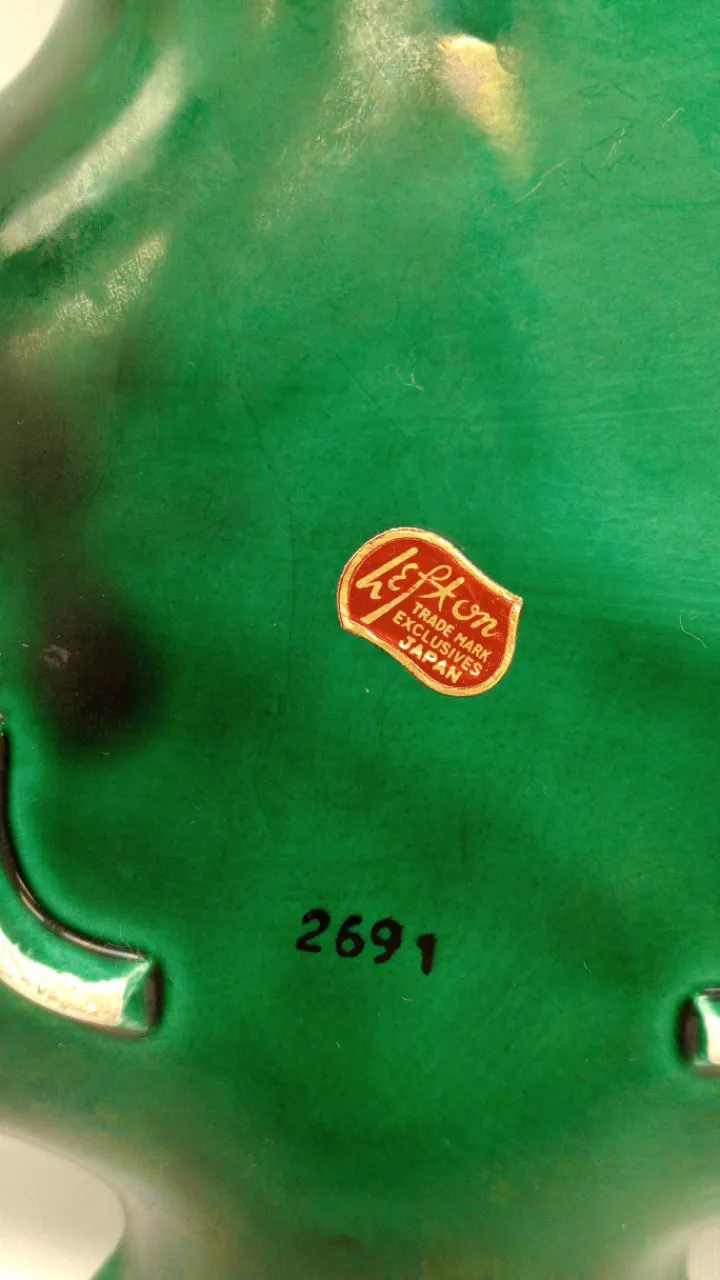 Lefton
TRADE MARK
EXCLUSIVES
JAPAN
2691